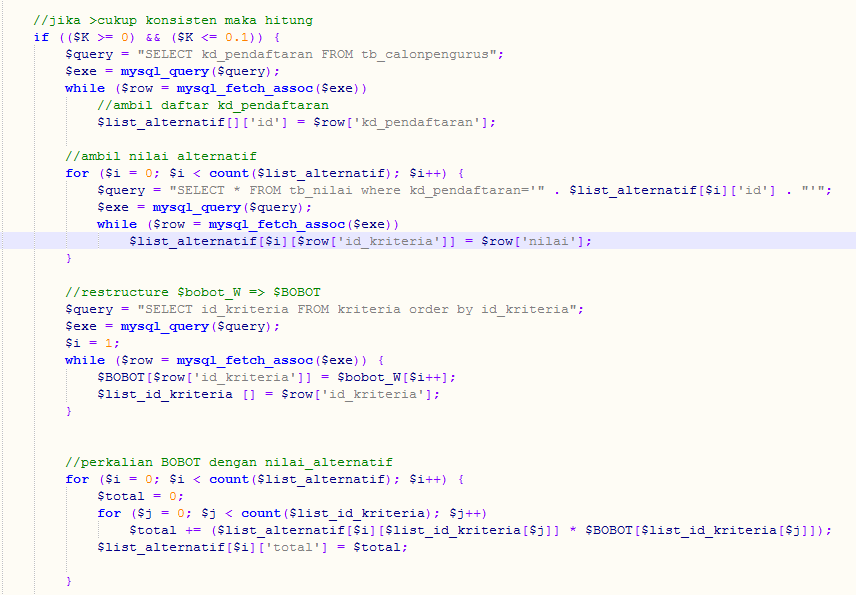 //jika >cukup konsisten maka hitung
if (($K >= 0) && ($K <= 0.1)) {
$query = "SELECT kd_pendaftaran FROM tb_calonpengurus";
$exe = mysql_query($query);
while ($row = mysql_fetch_assoc($exe))
//ambil daftar kd_pendaftaran
$list_alternatif[]['id'] = $row['kd_pendaftaran'];
//ambil nilai alternatif
for ($i = 0; $i < count($list_alternatif); $i++) {
$query = "SELECT * FROM tb_nilai where kd_pendaftaran='" . $list_alternatif[$i]['id'] . "'";
$exe = mysql_query($query);
while ($row = mysql_fetch_assoc($exe))
$list_alternatif[$i][$row['id_kriteria']] = $row['nilai'];
}
//restructure $bobot_W => $BOBOT
$query = "SELECT id_kriteria FROM kriteria order by id_kriteria";
$exe = mysql_query($query);
$i = 1;
while ($row = mysql_fetch_assoc($exe)) {
$BOBOT[$row['id_kriteria']] = $bobot_W[$i++];
$list_id_kriteria [] = $row['id_kriteria'];
}
//perkalian BOBOT dengan nilai_alternatif
for ($i = 0; $i < count($list_alternatif); $i++) {
$total = 0;
for ($j = 0; $j < count($list_id_kriteria); $j++)
$total += ($list_alternatif[$i][$list_id_kriteria[$j]] * $BOBOT[$list_id_kriteria[$j]]);
$list_alternatif[$i]['total'] = $total;
}